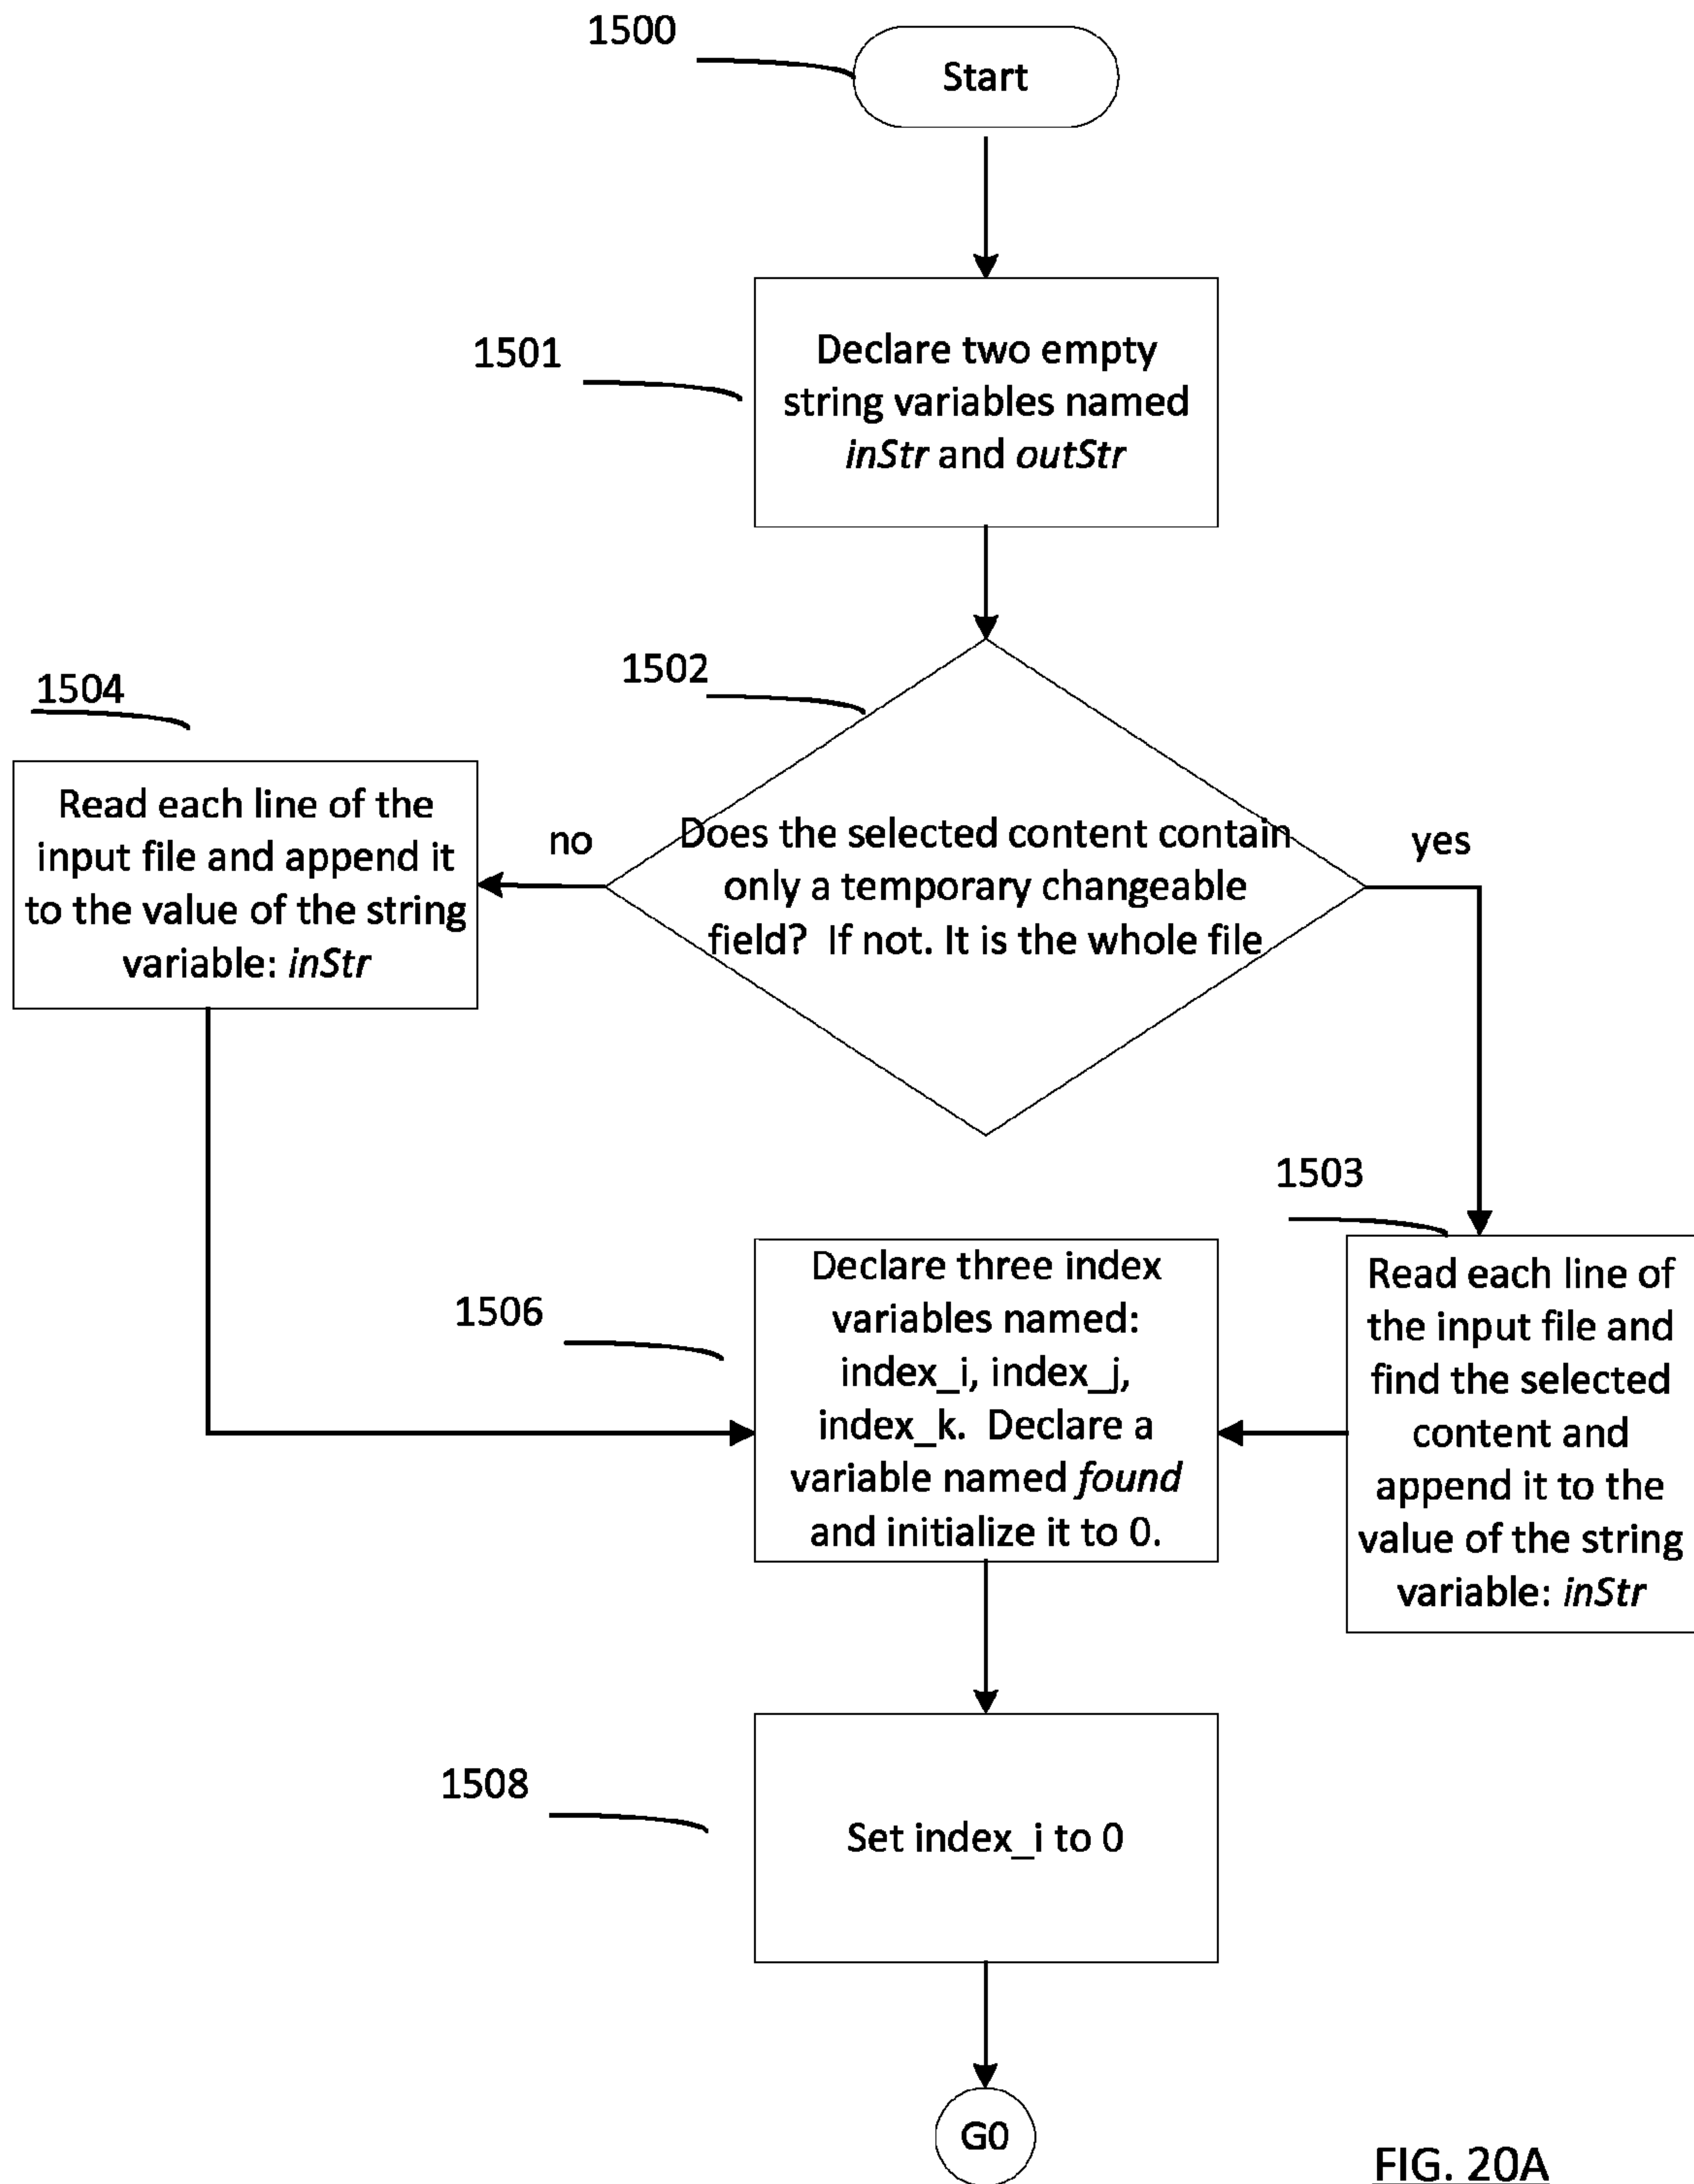 1500
Start
1501
Declare two empty
string variables named
inStr and outStr
1502
1504
Read each line of the
input file and append it
to the value of the string
variable: inStr
no
Does the selected content contain
only a temporary changeable
field?  If not. It is the whole file
yes
1503
Read each line of
the input file and
find the selected
content and
append it to the
value of the string
variable: inStr
1506
Declare three index
variables named:
index_i, index_j,
index_k.  Declare a
variable named found
and initialize it to 0.
1508
Set index_i to 0
G0
FIG. 20A